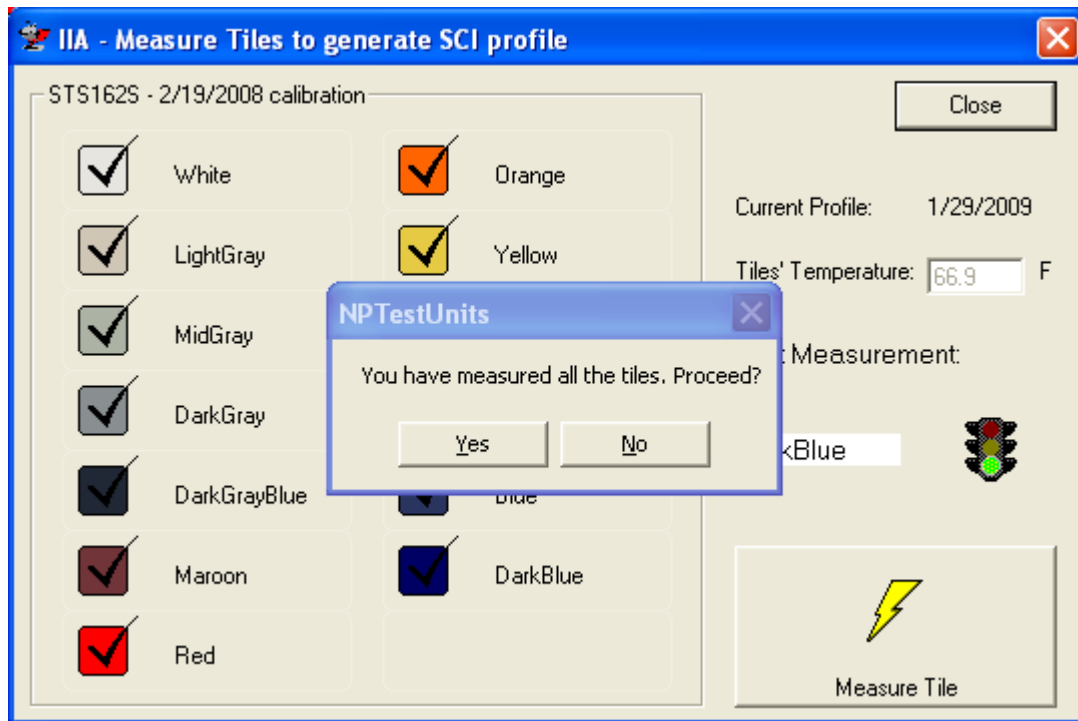 IIA - Measure Tiles to generate SCI profile
STS162S - 2/19/2008 calibration
Close
White
Orange
Current Profile: 1/29/2009
LightGray
Yellow
Tiles' Temperature: 66.9 F
NPTestUnits
MidGray
Measurement:
You have measured all the tiles. Proceed?
DarkGray
Yes
No
kBlue
DarkGrayBlue
Blue
Maroon
DarkBlue
Red
Measure Tile